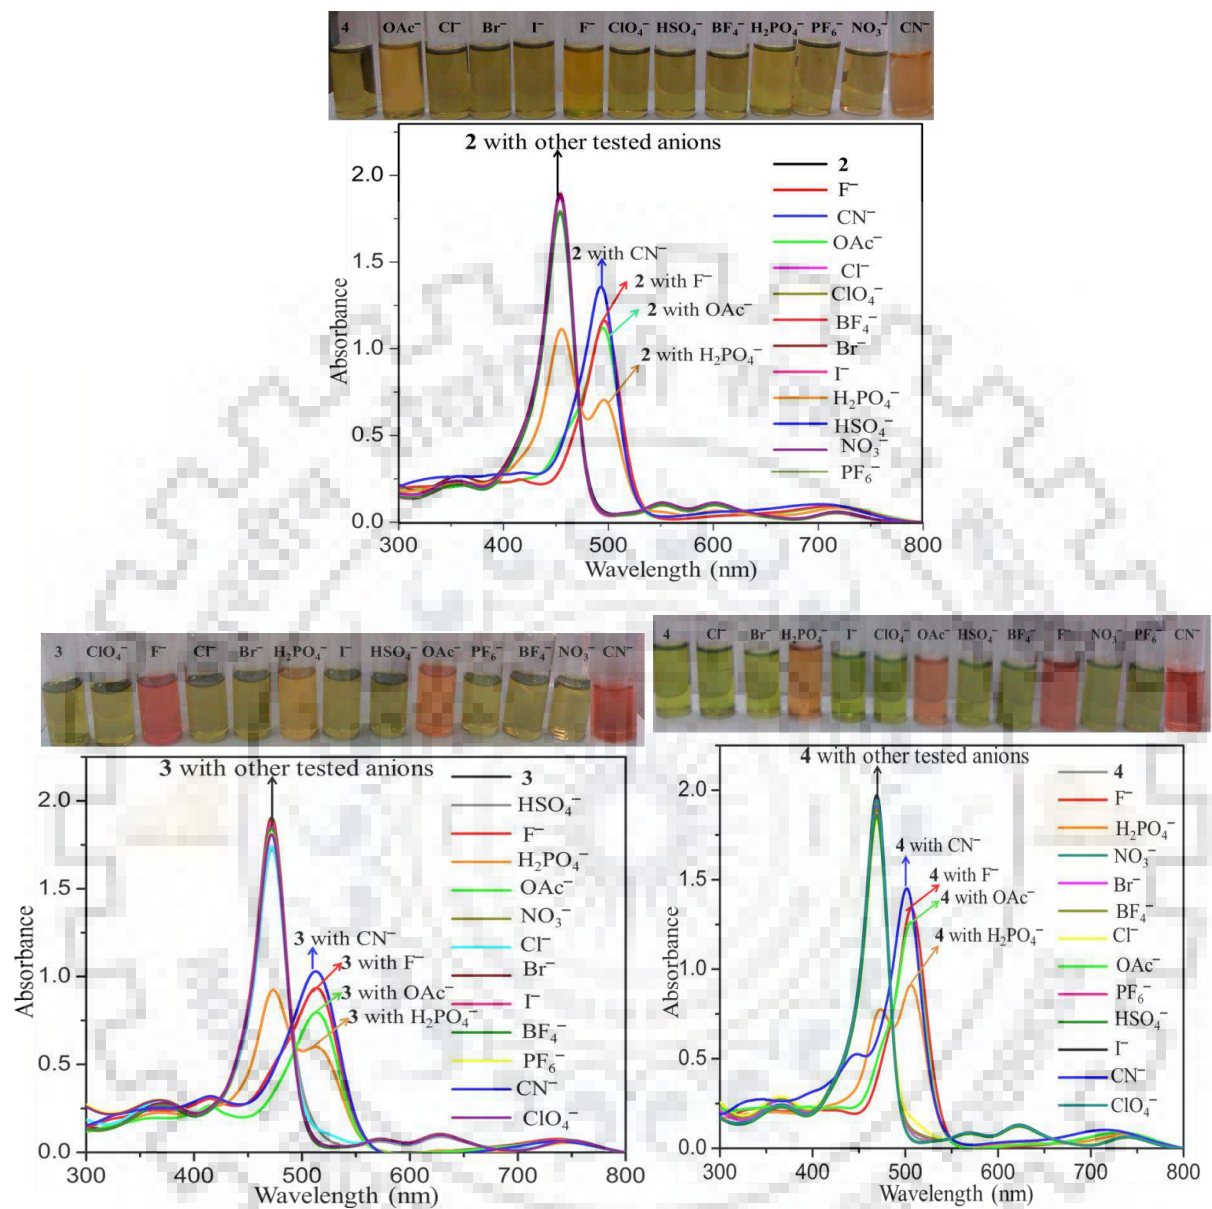 4 OAc⁻ Cl⁻ Br⁻ I⁻ F⁻ ClO₄⁻ HSO₄⁻ BF₄⁻ H₂PO₄⁻ PF₆⁻ NO₃⁻ CN⁻
2 with other tested anions
2 with CN⁻
2 with F⁻
2 with OAc⁻
2 with H₂PO₄⁻
2
F⁻
CN⁻
OAc⁻
Cl⁻
ClO₄⁻
BF₄⁻
Br⁻
I⁻
H₂PO₄⁻
HSO₄⁻
NO₃⁻
PF₆⁻
Absorbance
2.0
1.5
1.0
0.5
0.0
300 400 500 600 700 800
Wavelength (nm)
3 ClO₄⁻ F⁻ Cl⁻ Br⁻ H₂PO₄⁻ I⁻ HSO₄⁻ OAc⁻ PF₆⁻ BF₄⁻ NO₃⁻ CN⁻
3 with other tested anions
3 with CN⁻
3 with F⁻
3 with OAc⁻
3 with H₂PO₄⁻
3
HSO₄⁻
F⁻
H₂PO₄⁻
OAc⁻
NO₃⁻
Cl⁻
Br⁻
I⁻
BF₄⁻
PF₆⁻
CN⁻
ClO₄⁻
Absorbance
2.0
1.5
1.0
0.5
0.0
300 400 500 600 700 800
Wavelength (nm)
4 Cl⁻ Br⁻ H₂PO₄⁻ I⁻ ClO₄⁻ OAc⁻ HSO₄⁻ BF₄⁻ F⁻ NO₃⁻ PF₆⁻ CN⁻
4 with other tested anions
4 with CN⁻
4 with F⁻
4 with OAc⁻
4 with H₂PO₄⁻
4
F⁻
H₂PO₄⁻
NO₃⁻
Br⁻
BF₄⁻
Cl⁻
OAc⁻
PF₆⁻
HSO₄⁻
I⁻
CN⁻
ClO₄⁻
Absorbance
2.0
1.5
1.0
0.5
0.0
300 400 500 600 700 800
Wavelength (nm)